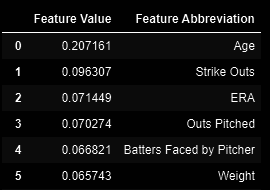 Feature Value Feature Abbreviation
0 0.207161 Age
1 0.096307 Strike Outs
2 0.071449 ERA
3 0.070274 Outs Pitched
4 0.066821 Batters Faced by Pitcher
5 0.065743 Weight